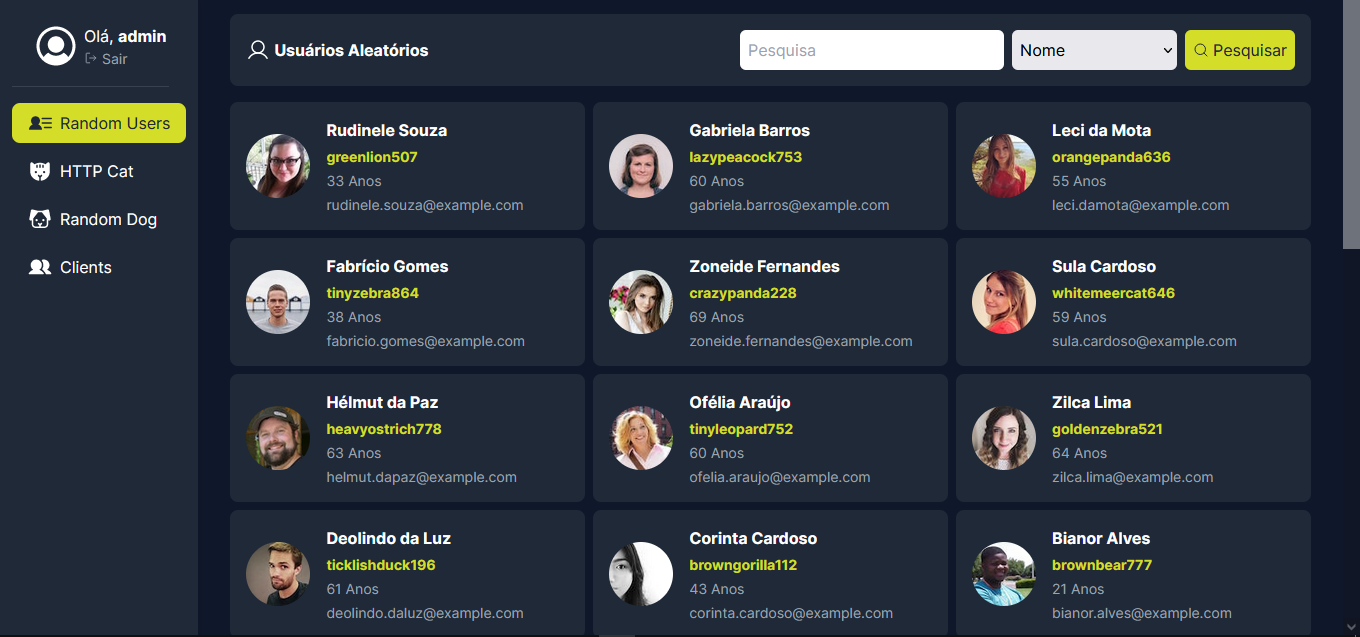 Olá, admin
Sair
Random Users
HTTP Cat
Random Dog
Clients
Usuários Aleatórios
Pesquisa
Nome
Pesquisar
Rudinele Souza
greenlion507
33 Anos
rudinele.souza@example.com
Gabriela Barros
lazypeacock753
60 Anos
gabriela.barros@example.com
Leci da Mota
orangepanda636
55 Anos
leci.damota@example.com
Fabrício Gomes
tinyzebra864
38 Anos
fabricio.gomes@example.com
Zoneide Fernandes
crazypanda228
69 Anos
zoneide.fernandes@example.com
Sula Cardoso
whitemeercat646
59 Anos
sula.cardoso@example.com
Hélmut da Paz
heavyostrich778
63 Anos
helmut.dapaz@example.com
Ofélia Araújo
tinyleopard752
60 Anos
ofelia.araujo@example.com
Zilca Lima
goldenzebra521
64 Anos
zilca.lima@example.com
Deolindo da Luz
ticklishduck196
61 Anos
deolindo.daluz@example.com
Corinta Cardoso
browngorilla112
43 Anos
corinta.cardoso@example.com
Bianor Alves
brownbear777
21 Anos
bianor.alves@example.com